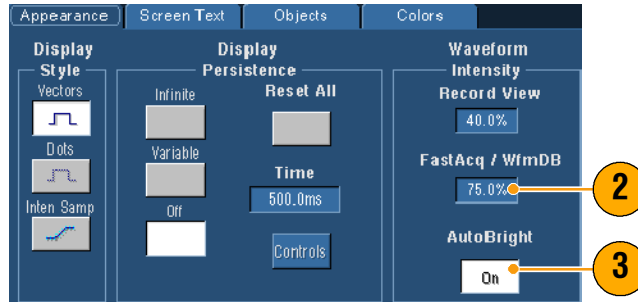 Appearance Screen Text Objects Colors
Display
Style
Vectors
Dots
Inten Samp
Display
Persistence
Infinite
Variable
Off
Reset All
Time
500.0ms
Controls
Waveform
Intensity
Record View
40.0%
FastAcq / WfmDB
75.0%
2
AutoBright
On
3